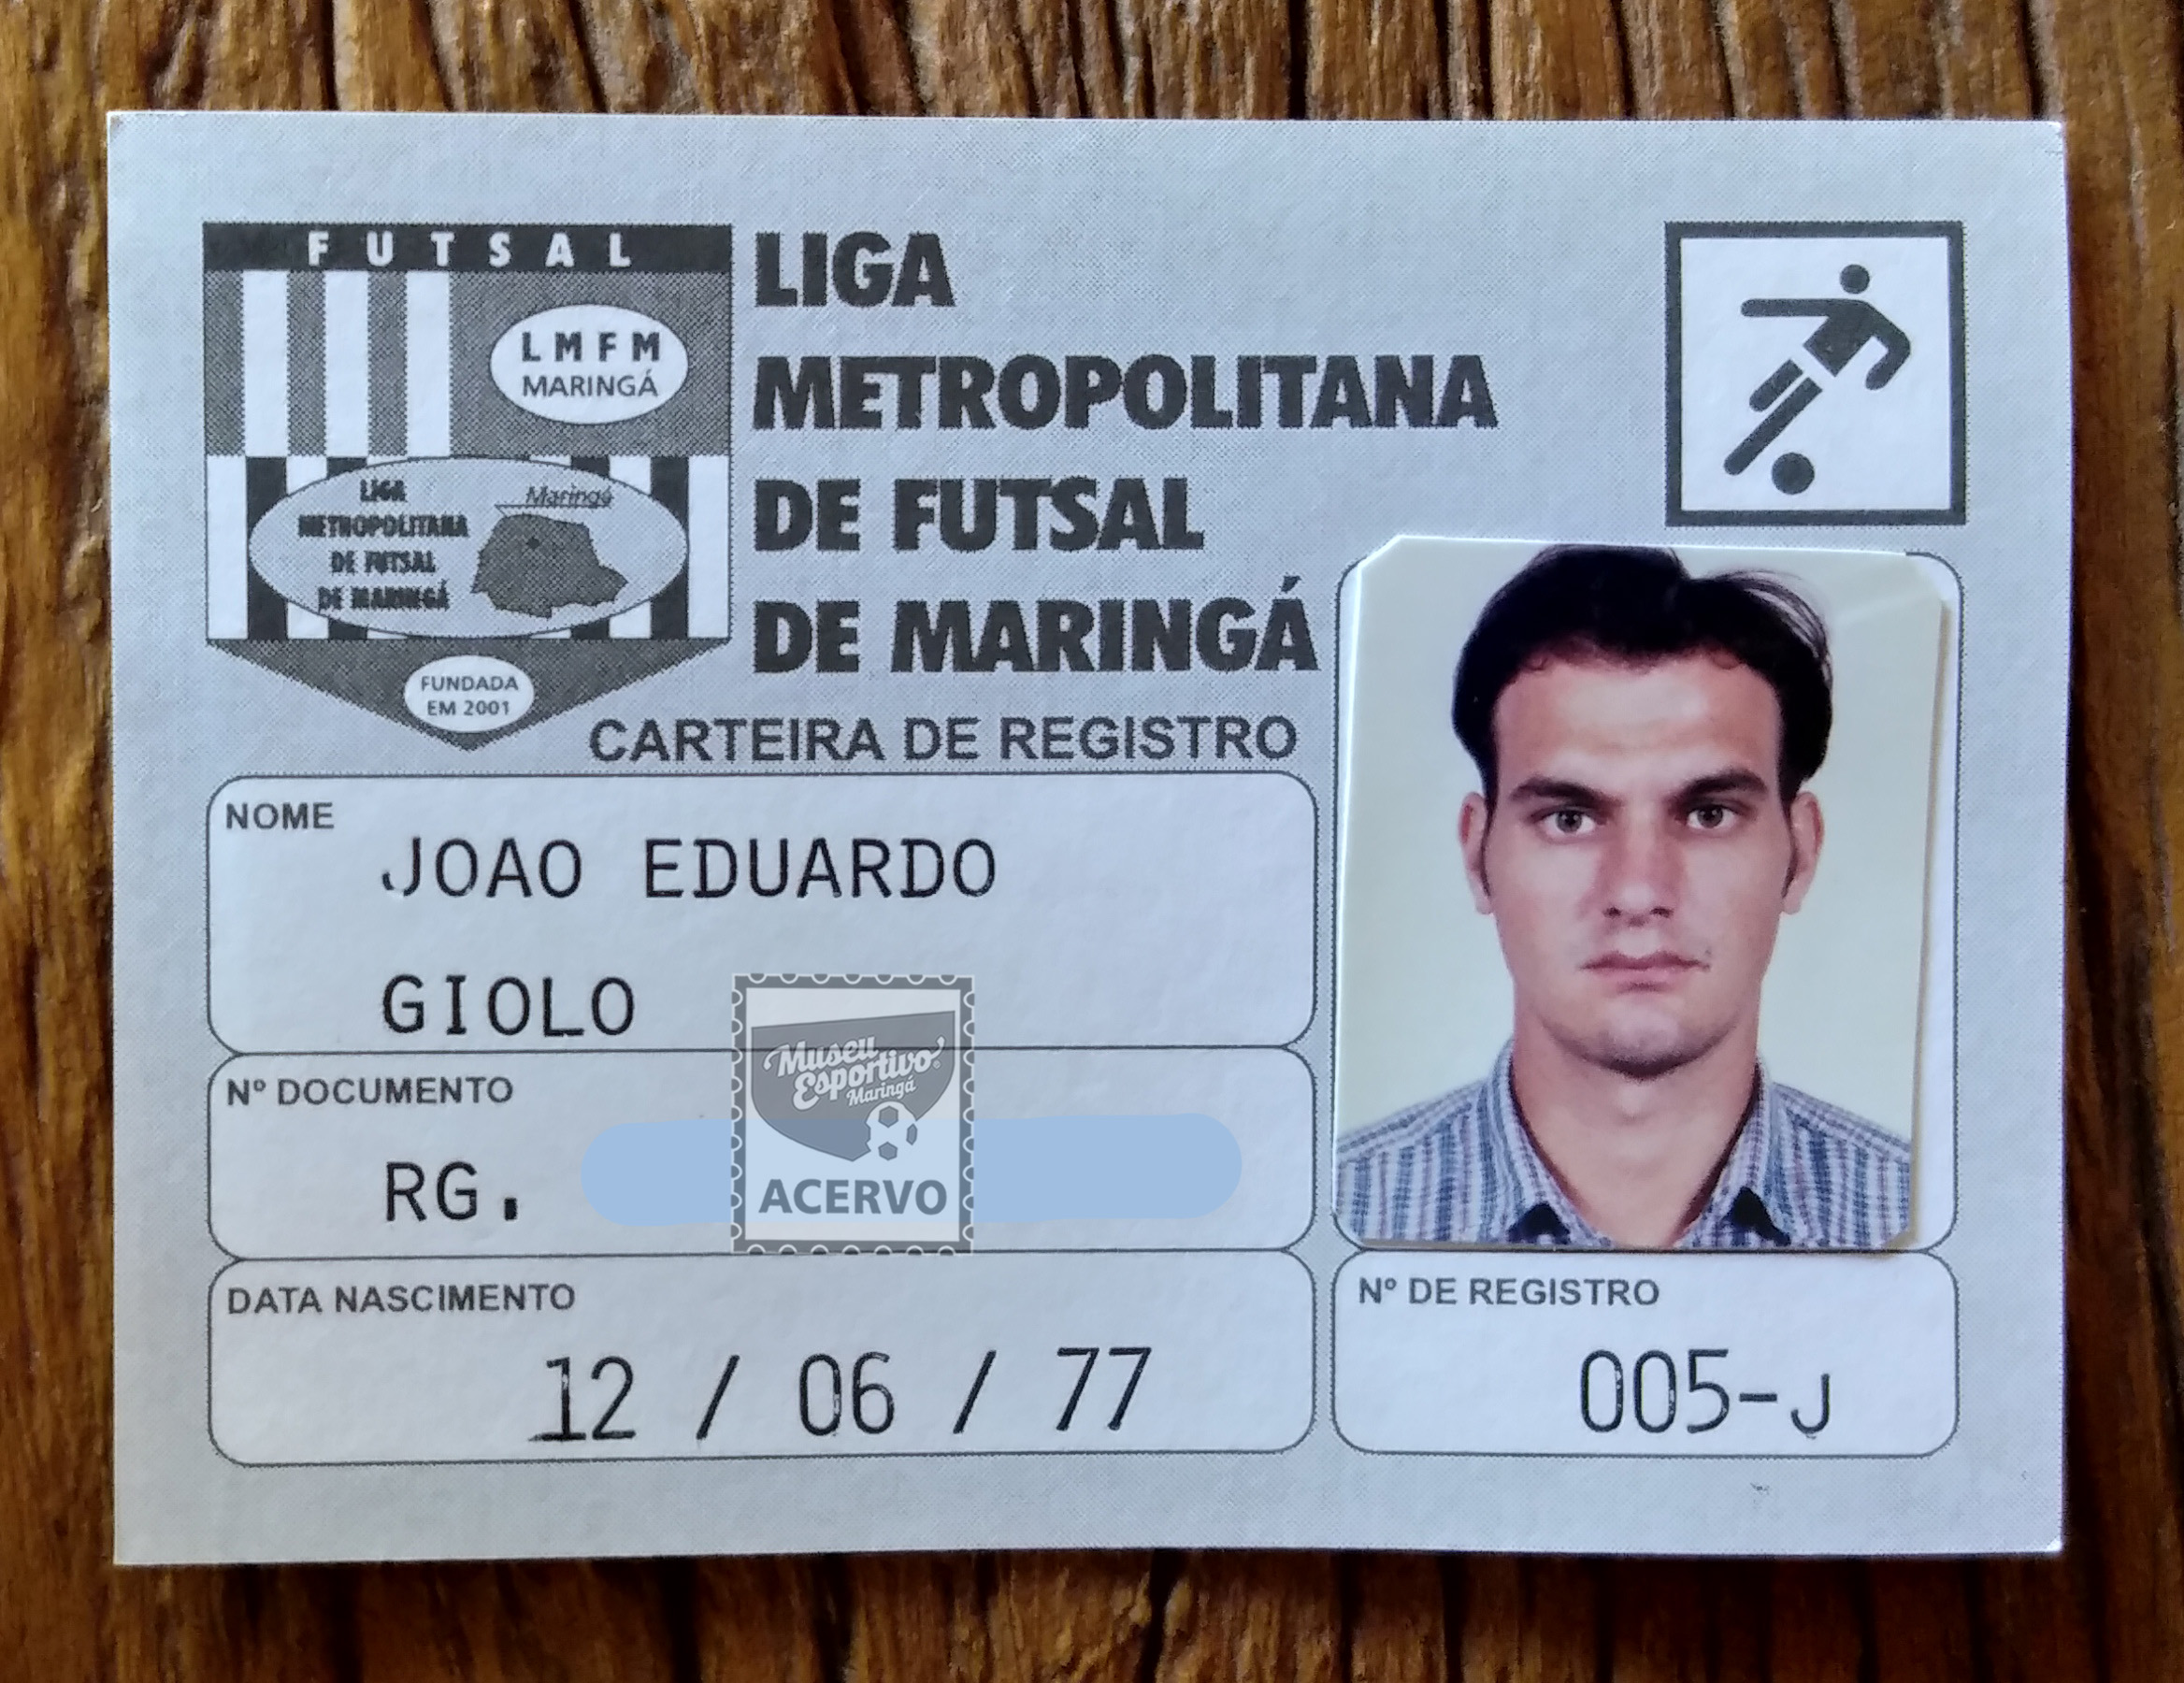 FUTSAL
LMFM
MARINGÁ
LIGA
METROPOLITANA
DE FUTSAL
DE MARINGÁ
Maringá
FUNDADA
EM 2001
LIGA
METROPOLITANA
DE FUTSAL
DE MARINGÁ
CARTEIRA DE REGISTRO
NOME
JOAO EDUARDO
GIOLO
Nº DOCUMENTO
RG.
Museu
Esportivo
Maringá
ACERVO
DATA NASCIMENTO
12 / 06 / 77
Nº DE REGISTRO
005-J